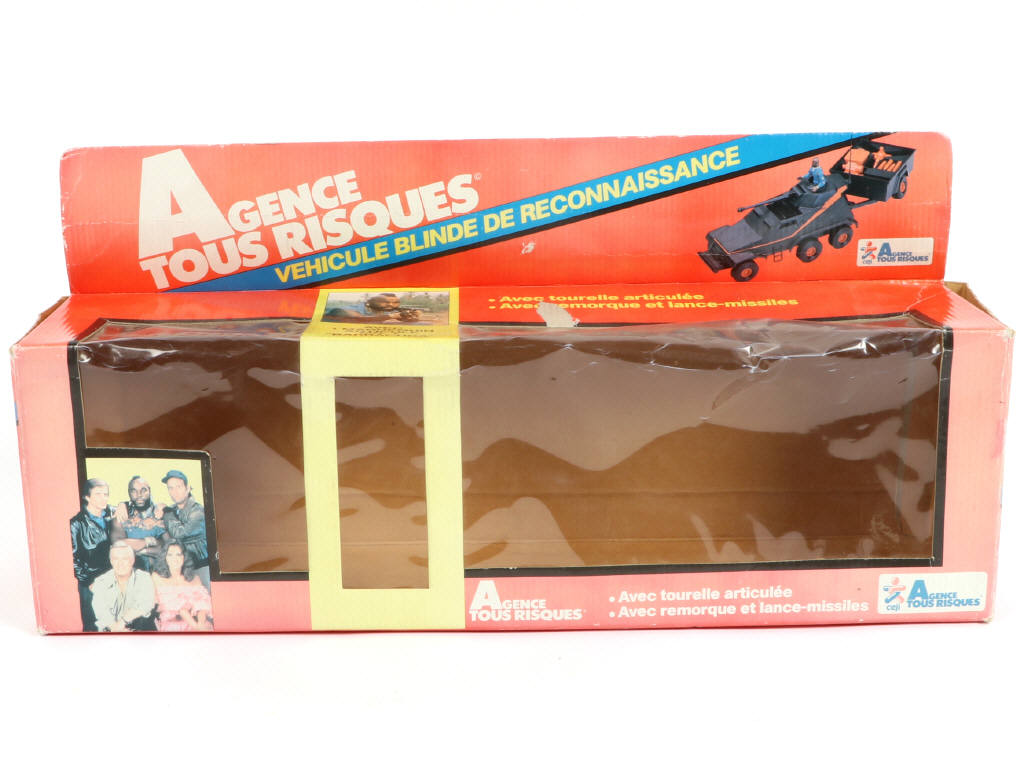 AGENCE
TOUS RISQUES©
VEHICULE BLINDE DE RECONNAISSANCE
ceji
AGENCE
TOUS RISQUES
• Avec tourelle articulée
• Avec remorque et lance-missiles
AGENCE
TOUS RISQUES
• Avec tourelle articulée
• Avec remorque et lance-missiles
ceji
AGENCE
TOUS RISQUES